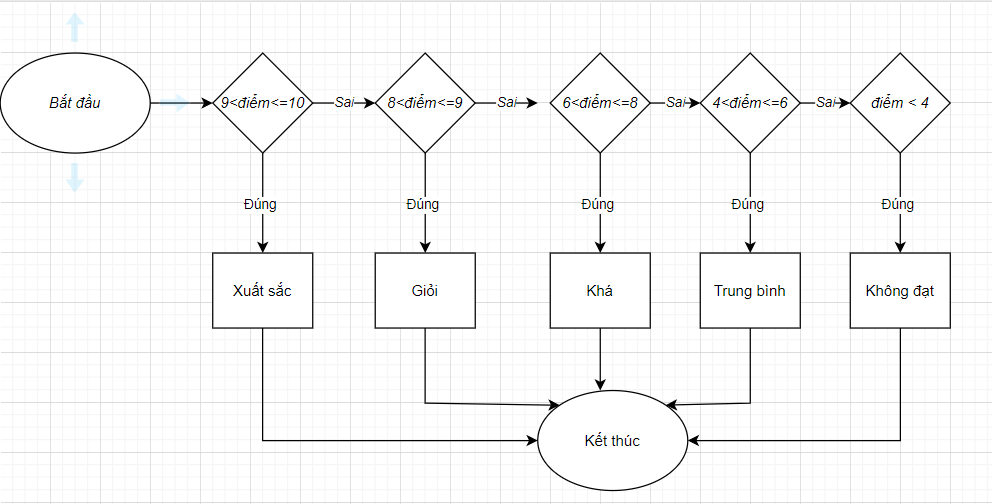 Bắt đầu
9<điểm<=10
Sai
8<điểm<=9
Sai
6<điểm<=8
Sai
4<điểm<=6
Sai
điểm < 4
Đúng
Đúng
Đúng
Đúng
Đúng
Xuất sắc
Giỏi
Khá
Trung bình
Không đạt
Kết thúc